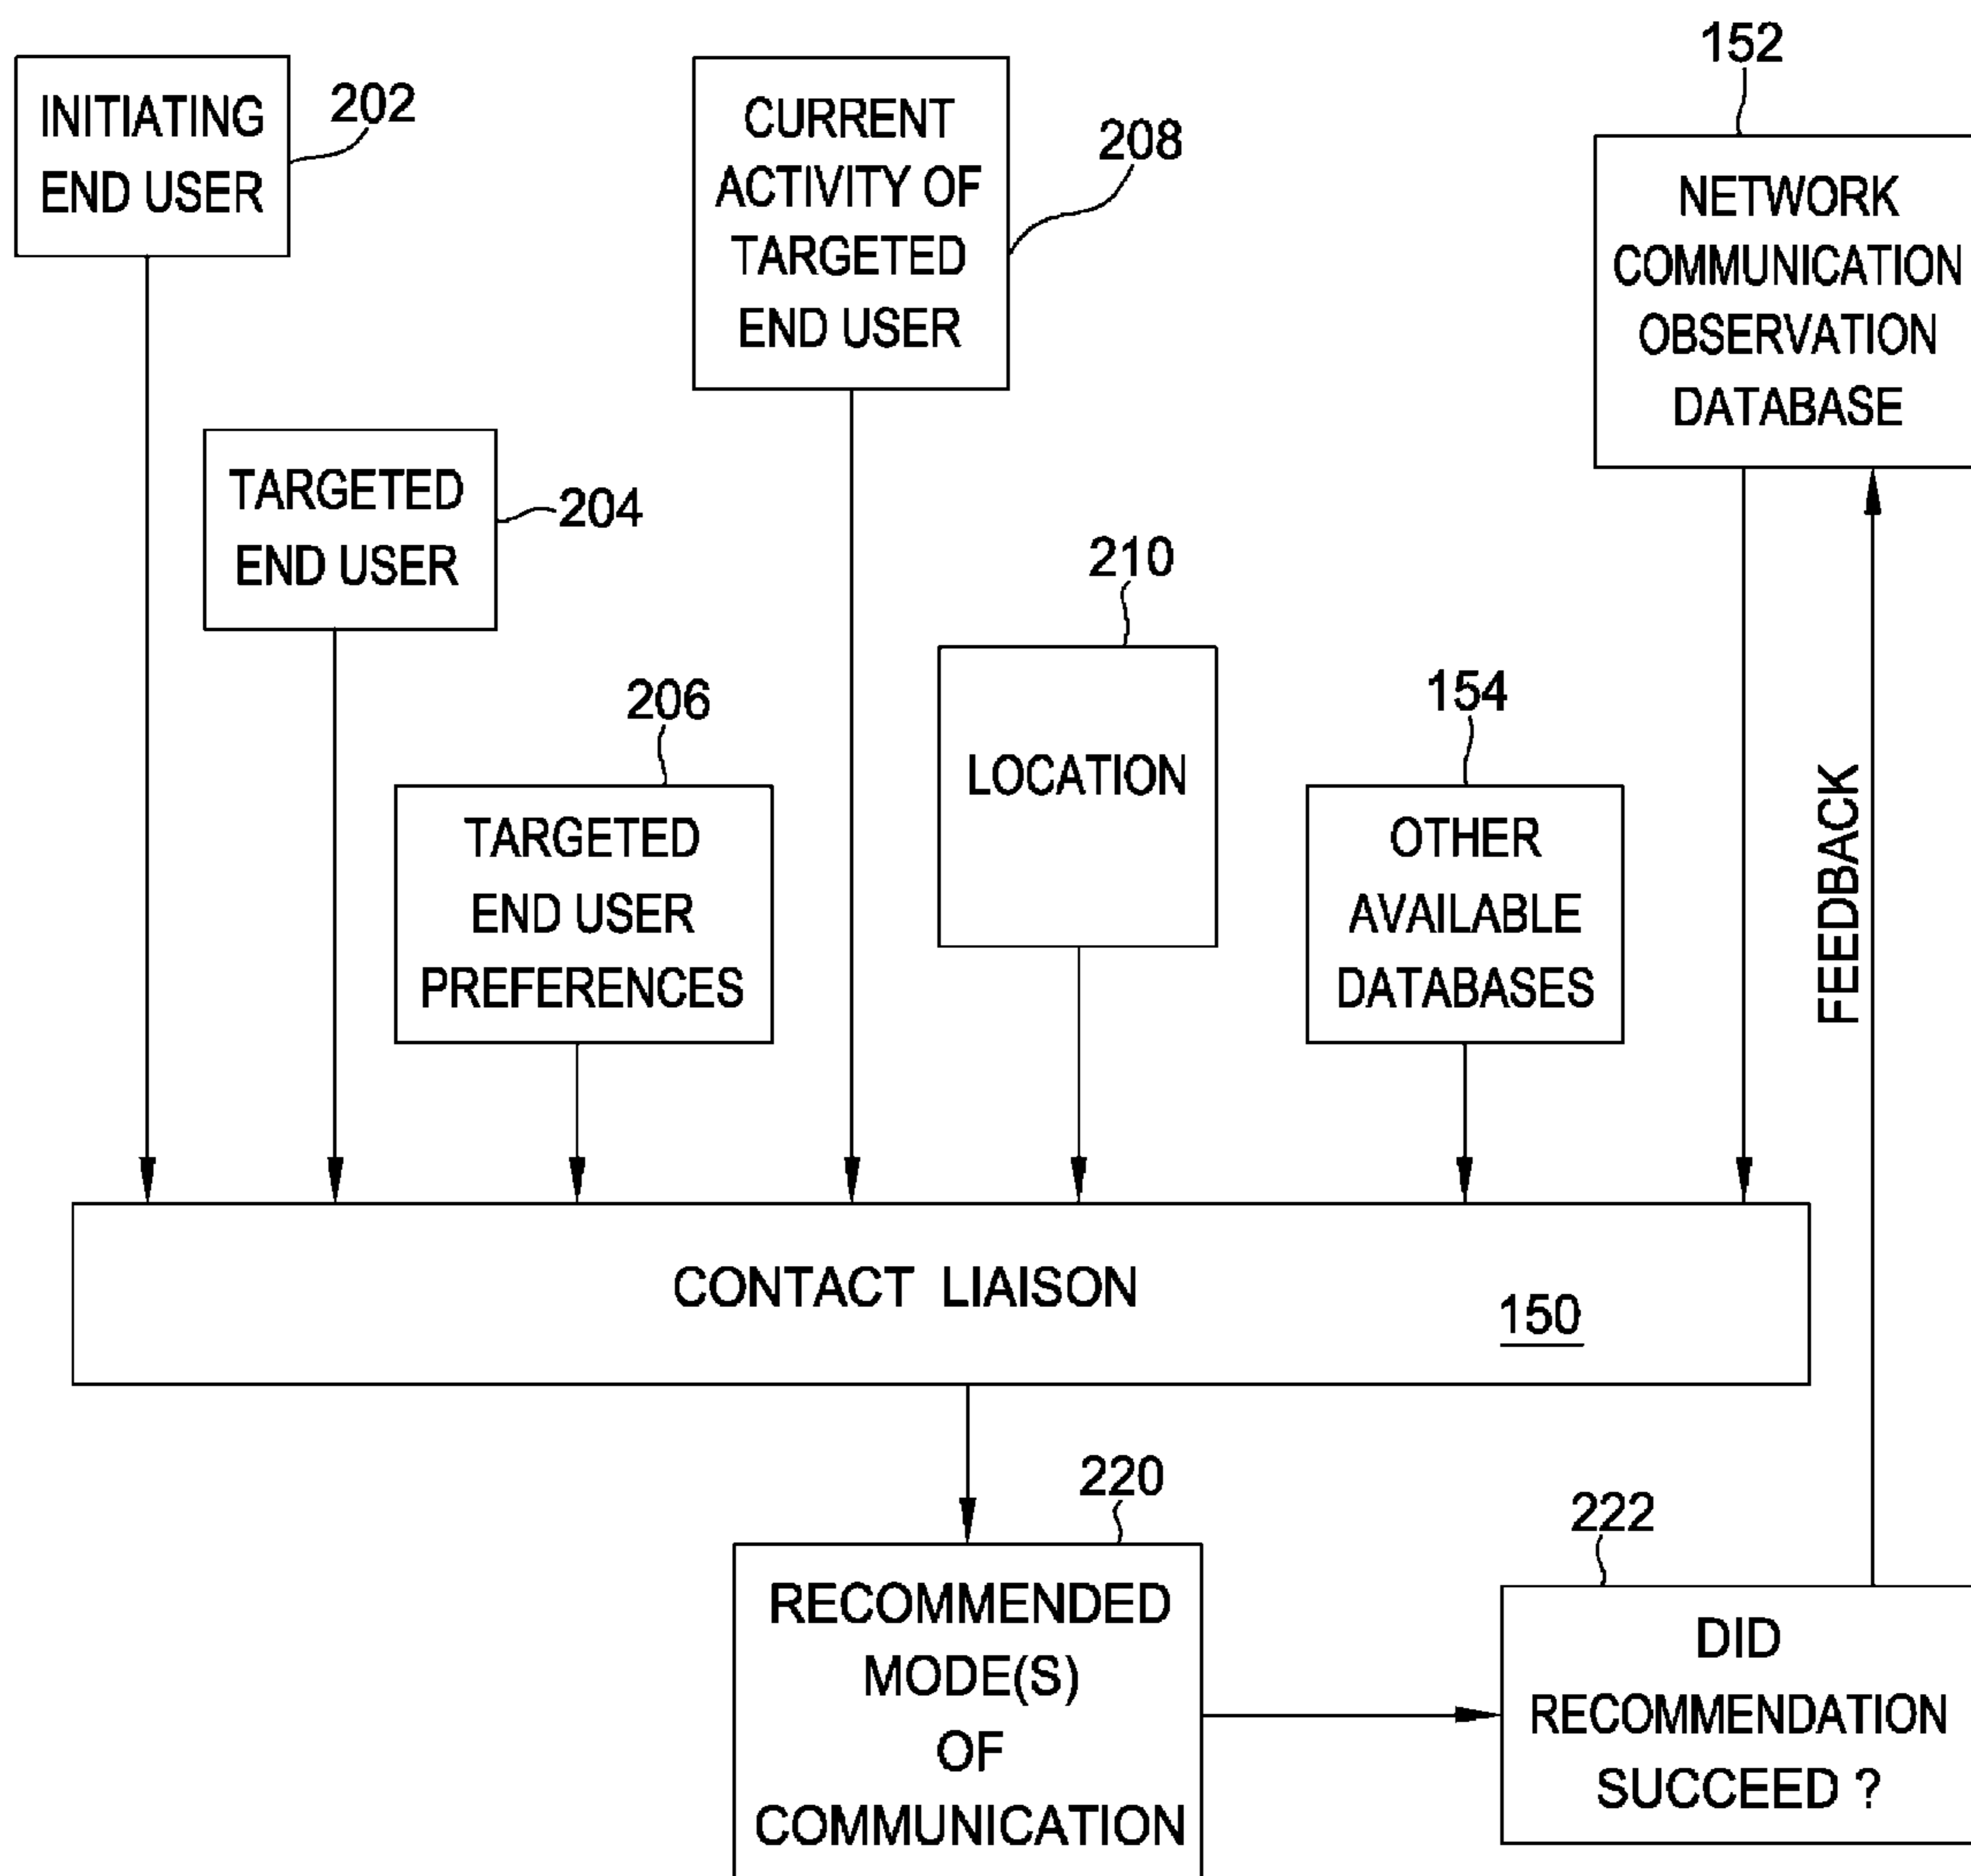 INITIATING
END USER
202
CURRENT
ACTIVITY OF
TARGETED
END USER
208
152
NETWORK
COMMUNICATION
OBSERVATION
DATABASE
TARGETED
END USER
204
206
TARGETED
END USER
PREFERENCES
210
LOCATION
154
OTHER
AVAILABLE
DATABASES
FEEDBACK
CONTACT LIAISON
150
220
RECOMMENDED
MODE(S)
OF
COMMUNICATION
222
DID
RECOMMENDATION
SUCCEED ?